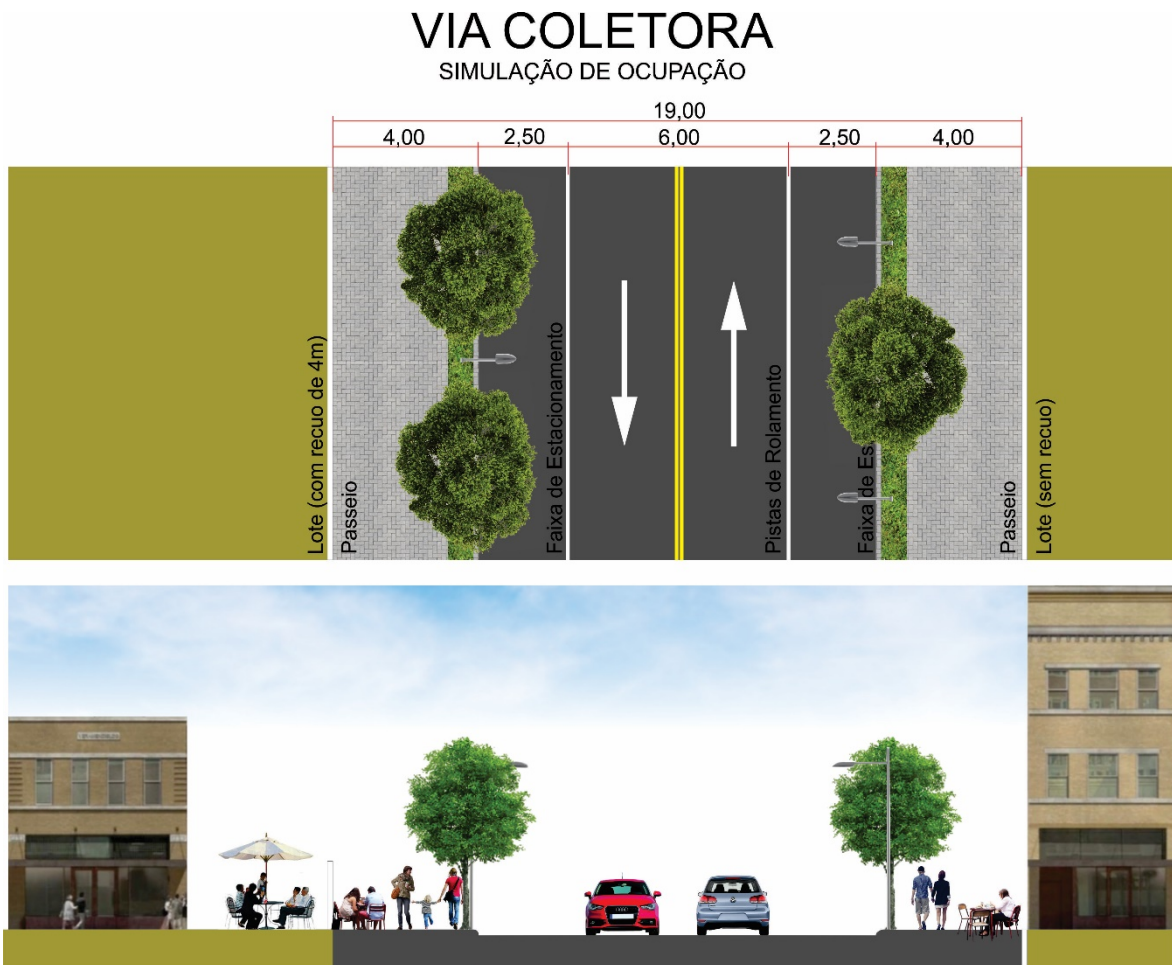 VIA COLETORA
SIMULAÇÃO DE OCUPAÇÃO
19,00
4,00
2,50
6,00
2,50
4,00
Lote (com recuo de 4m)
Passeio
Faixa de Estacionamento
Pistas de Rolamento
Faixa de Es
Passeio
Lote (sem recuo)